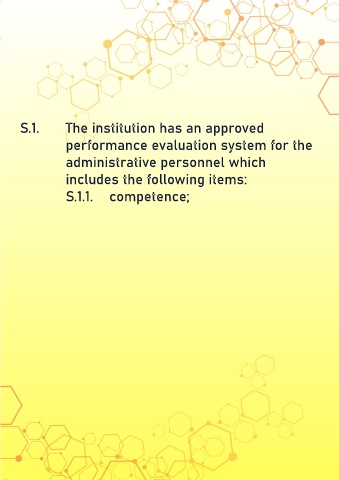 S.1. The institution has an approved
performance evaluation system for the
administrative personnel which
includes the following items:
S.1.1. competence;